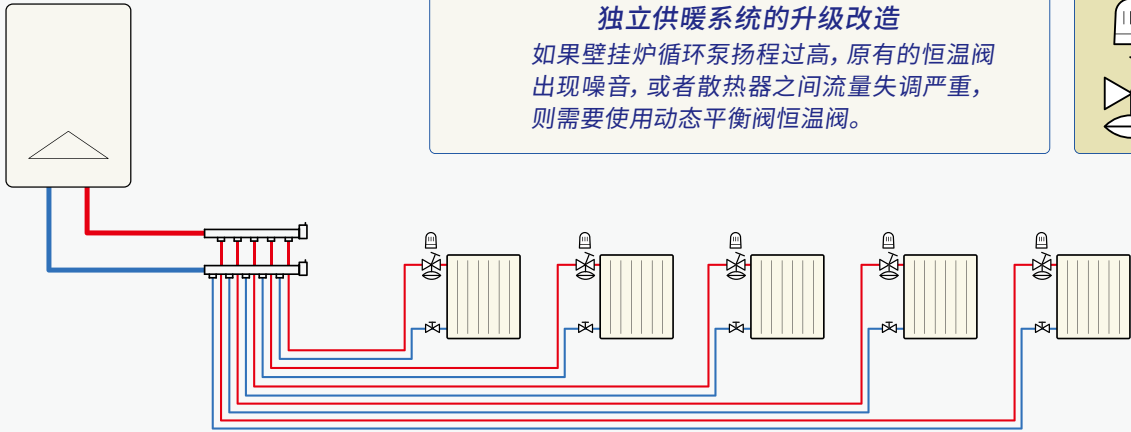 独立供暖系统的升级改造
如果壁挂炉循环泵扬程过高，原有的恒温阀
出现噪音，或者散热器之间流量失调严重，
则需要使用动态平衡阀恒温阀。